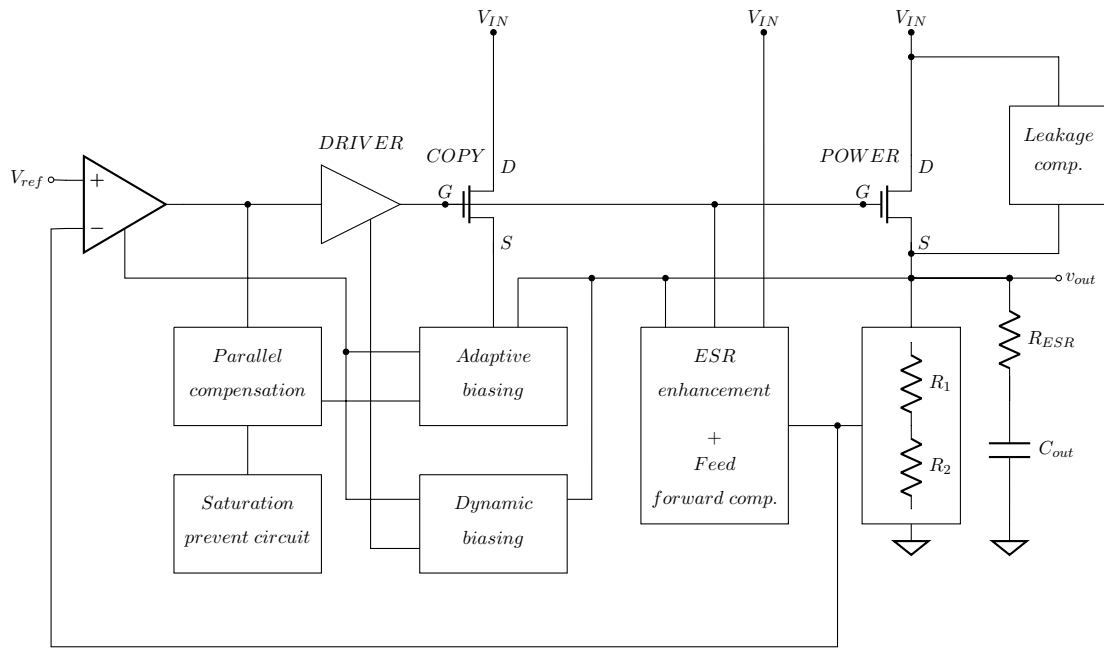 V_IN
V_IN
V_IN
DRIVER
COPY
D
POWER
D
Leakage
comp.
V_ref
+
−
G
G
S
S
v_out
Parallel
compensation
Adaptive
biasing
ESR
enhancement
+
Feed
forward comp.
R_1
R_2
R_ESR
C_out
Saturation
prevent circuit
Dynamic
biasing